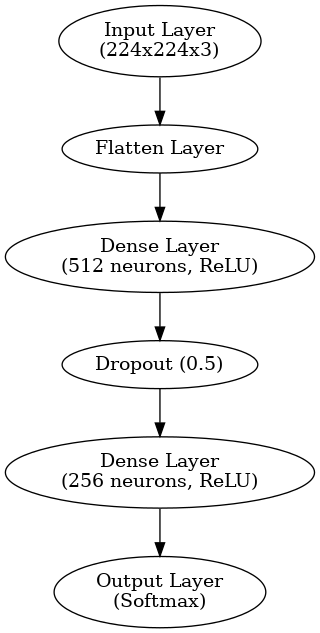 Input Layer
(224x224x3)
Flatten Layer
Dense Layer
(512 neurons, ReLU)
Dropout (0.5)
Dense Layer
(256 neurons, ReLU)
Output Layer
(Softmax)